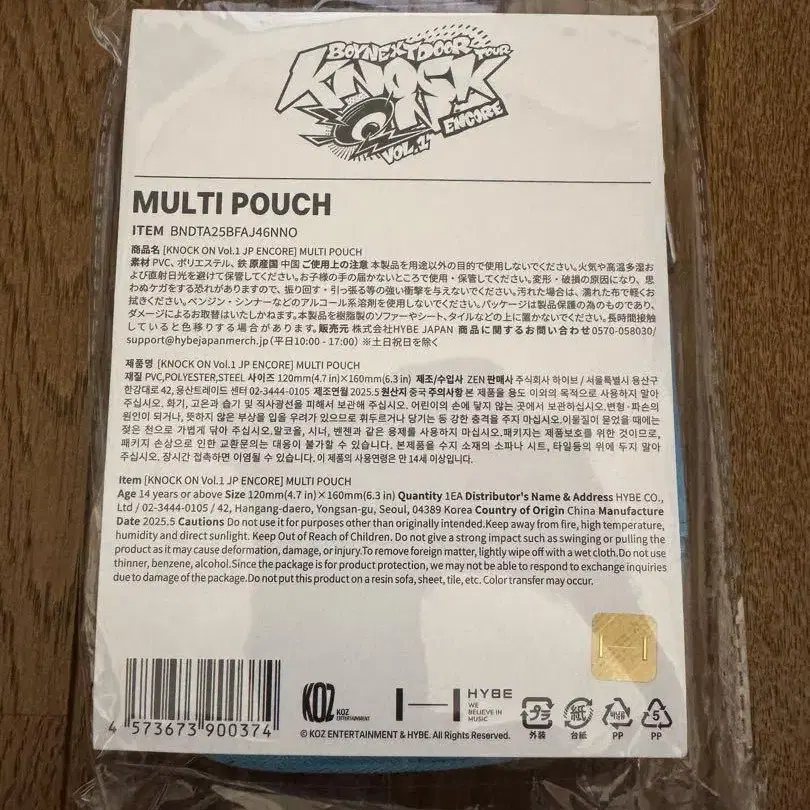 BOYNEXTDOOR TOUR
KNOCK
ON
VOL.1 ENCORE
MULTI POUCH
ITEM BNDTA25BFAJ46NNO
商品名 [KNOCK ON Vol.1 JP ENCORE] MULTI POUCH
素材 PVC、ポリエステル、鉄 原産国 中国 ご使用上の注意 本製品を用途以外の目的で使用しないでください。火気や高温多湿お
よび直射日光を避けて保管してください。お子様の手の届かないところで使用・保管してください。変形・破損の原因になり、思
わぬケガをする恐れがありますので、振り回す・引っ張る等の強い衝撃を与えないでください。汚れた場合は、濡れた布で軽くお
拭きください。ベンジン・シンナーなどのアルコール系溶剤を使用しないでください。パッケージは製品保護の為のものであり、
ダメージによるお取替はいたしかねます。本製品を樹脂製のソファーやシート、タイルなどの上に置かないでください。長時間接触
していると色移りする場合があります。販売元 株式会社HYBE JAPAN 商品に関するお問い合わせ0570-058030/
support@hybejapanmerch.jp (平日10:00 - 17:00) ※土日祝日を除く
제품명 [KNOCK ON Vol.1 JP ENCORE] MULTI POUCH
재질 PVC,POLYESTER,STEEL 사이즈 120mm(4.7 in)×160mm(6.3 in) 제조/수입사 ZEN 판매사 주식회사 하이브 / 서울특별시 용산구
한강대로 42, 용산트레이드 센터 02-3444-0105 제조연월 2025.5 원산지 중국 주의사항 본 제품을 용도 이외의 목적으로 사용하지 말아
주십시오. 화기, 고온과 습기 및 직사광선을 피해서 보관해 주십시오. 어린이의 손에 닿지 않는 곳에서 보관하십시오.변형·파손의
원인이 되거나, 뜻하지 않은 부상을 입을 우려가 있으므로 휘두르거나 당기는 등 강한 충격을 주지 마십시오.이물질이 묻었을 때에는
젖은 천으로 가볍게 닦아 주십시오.알코올, 시너, 벤젠과 같은 용제를 사용하지 마십시오.패키지는 제품보호를 위한 것이므로,
패키지 손상으로 인한 교환문의는 대응이 불가할 수 있습니다. 본제품을 수지 소재의 소파나 시트, 타일등의 위에 두지 말아
주십시오. 장시간 접촉하면 이염될 수 있습니다. 이 제품의 사용연령은 만 14세 이상입니다.
Item [KNOCK ON Vol.1 JP ENCORE] MULTI POUCH
Age 14 years or above Size 120mm(4.7 in)×160mm(6.3 in) Quantity 1EA Distributor's Name & Address HYBE CO.,
Ltd / 02-3444-0105 / 42, Hangang-daero, Yongsan-gu, Seoul, 04389 Korea Country of Origin China Manufacture
Date 2025.5 Cautions Do not use it for purposes other than originally intended.Keep away from fire, high temperature,
humidity and direct sunlight. Keep Out of Reach of Children. Do not give a strong impact such as swinging or pulling the
product as it may cause deformation, damage, or injury.To remove foreign matter, lightly wipe off with a wet cloth.Do not use
thinner, benzene, alcohol.Since the package is for product protection, we may not be able to respond to exchange inquiries
due to damage of the package.Do not put this product on a resin sofa, sheet, tile, etc. Color transfer may occur.
4 573673 900374
KOZ KOZ ENTERTAINMENT
HYBE
WE BELIEVE IN MUSIC
プラ 外装
紙 台紙
PP
5 PP
© KOZ ENTERTAINMENT & HYBE. All Rights Reserved.